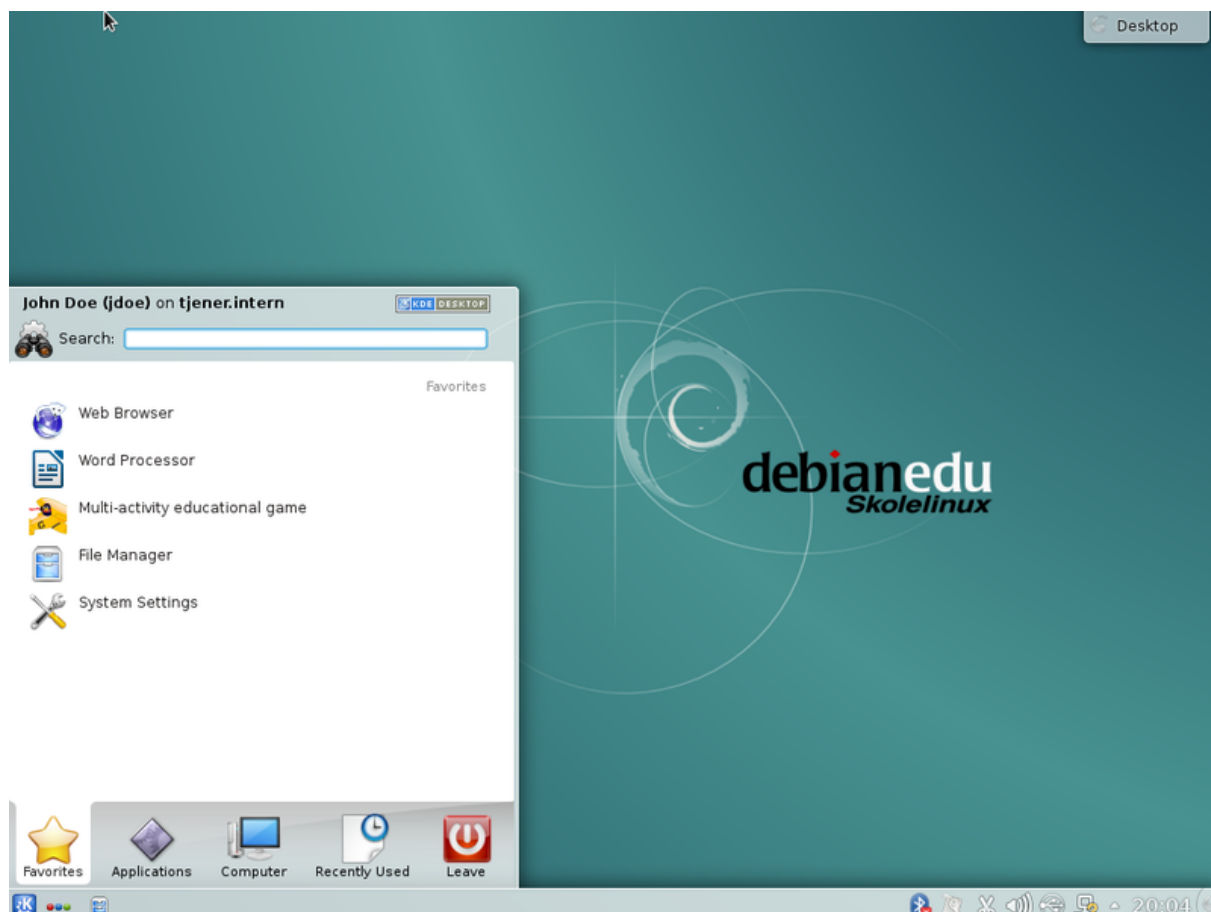 Desktop
John Doe (jdoe) on tjener.intern
KDE DESKTOP
Search:
Favorites
Web Browser
Word Processor
Multi-activity educational game
File Manager
System Settings
debianedu
Skolelinux
Favorites Applications Computer Recently Used Leave
20:04